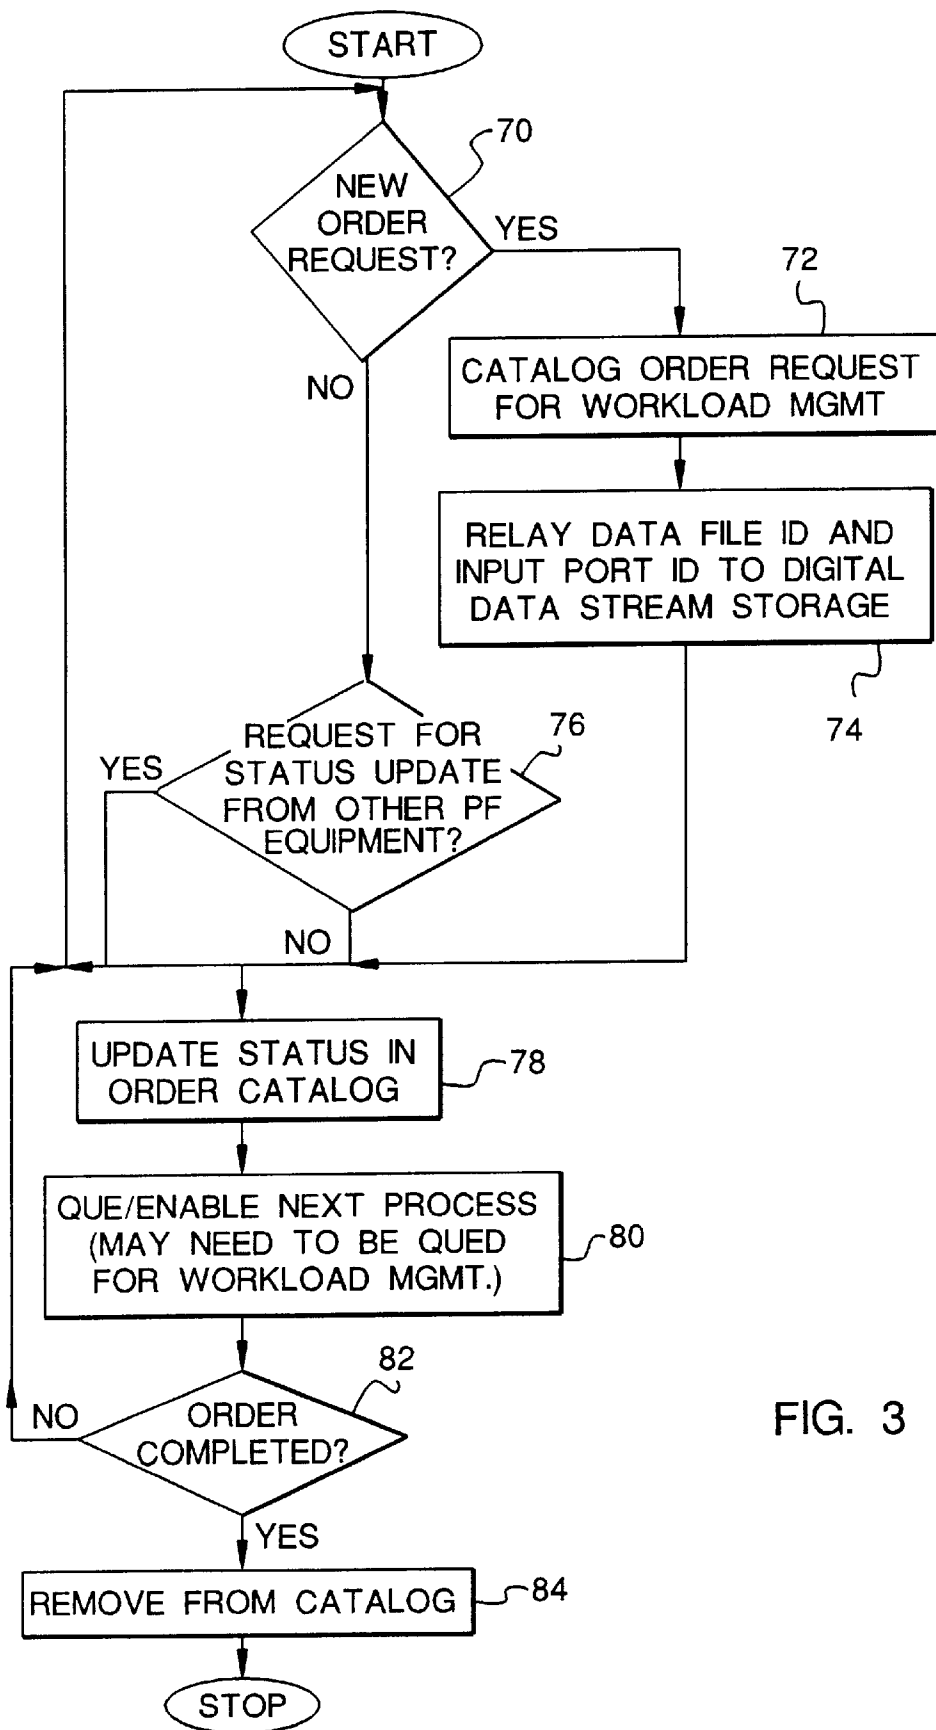 START
70
NEW
ORDER
REQUEST?
YES
NO
72
CATALOG ORDER REQUEST
FOR WORKLOAD MGMT
RELAY DATA FILE ID AND
INPUT PORT ID TO DIGITAL
DATA STREAM STORAGE
74
REQUEST FOR
STATUS UPDATE
FROM OTHER PF
EQUIPMENT?
76
YES
NO
UPDATE STATUS IN
ORDER CATALOG
78
QUE/ENABLE NEXT PROCESS
(MAY NEED TO BE QUED
FOR WORKLOAD MGMT.)
80
82
ORDER
COMPLETED?
NO
YES
FIG. 3
REMOVE FROM CATALOG
84
STOP